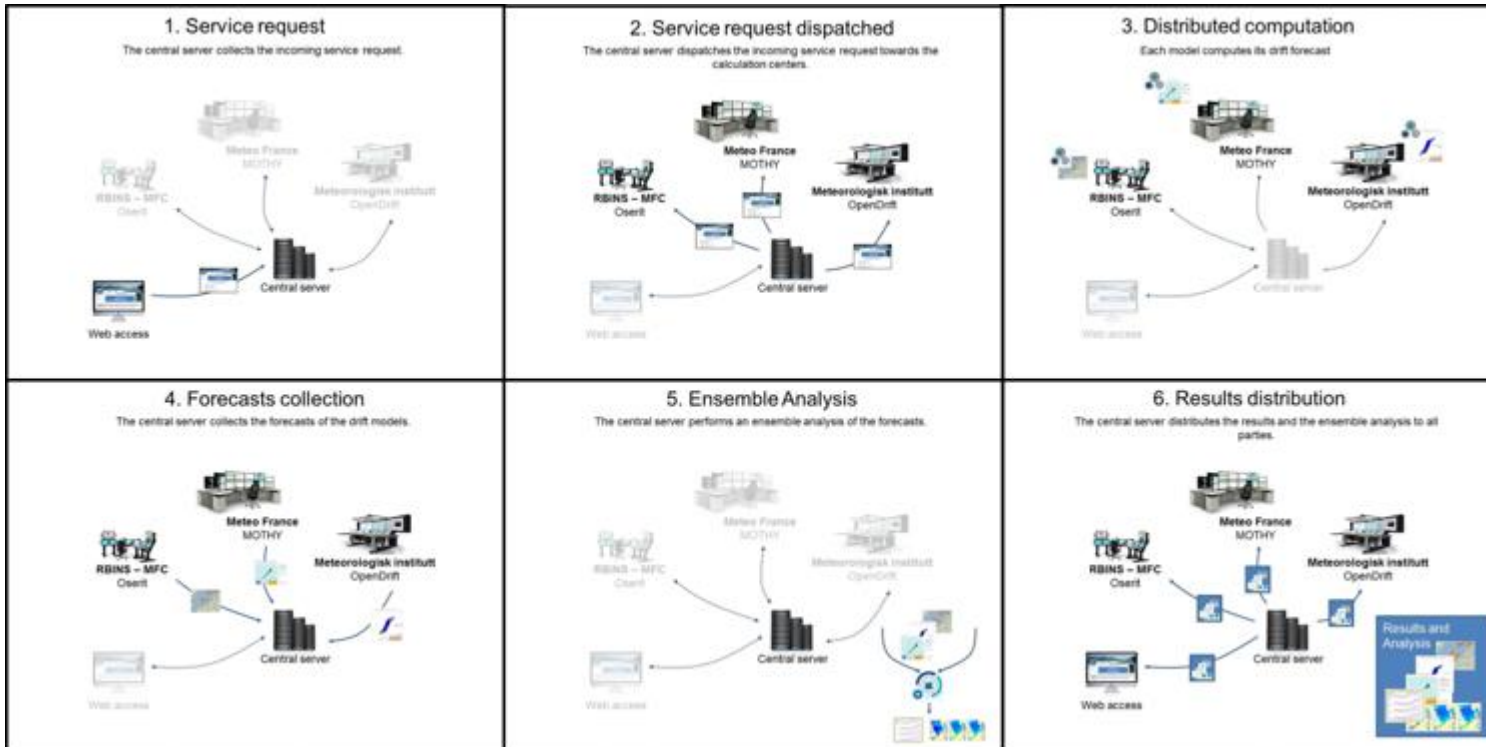 1. Service request
The central server collects the incoming service request.
Meteo France
MOTHY
RBINS – MFC
Oserit
Meteorologisk institutt
OpenDrift
Central server
Web access
2. Service request dispatched
The central server dispatches the incoming service request towards the
calculation centers.
Meteo France
MOTHY
RBINS – MFC
Oserit
Meteorologisk institutt
OpenDrift
Central server
Web access
3. Distributed computation
Each model computes its drift forecast
Meteo France
MOTHY
RBINS – MFC
Oserit
Meteorologisk institutt
OpenDrift
Central server
Web access
4. Forecasts collection
The central server collects the forecasts of the drift models.
Meteo France
MOTHY
RBINS – MFC
Oserit
Meteorologisk institutt
OpenDrift
Central server
Web access
5. Ensemble Analysis
The central server performs an ensemble analysis of the forecasts.
Meteo France
MOTHY
RBINS – MFC
Oserit
Meteorologisk institutt
OpenDrift
Central server
Web access
6. Results distribution
The central server distributes the results and the ensemble analysis to all
parties.
Meteo France
MOTHY
RBINS – MFC
Oserit
Meteorologisk institutt
OpenDrift
Central server
Web access
Results and
Analysis